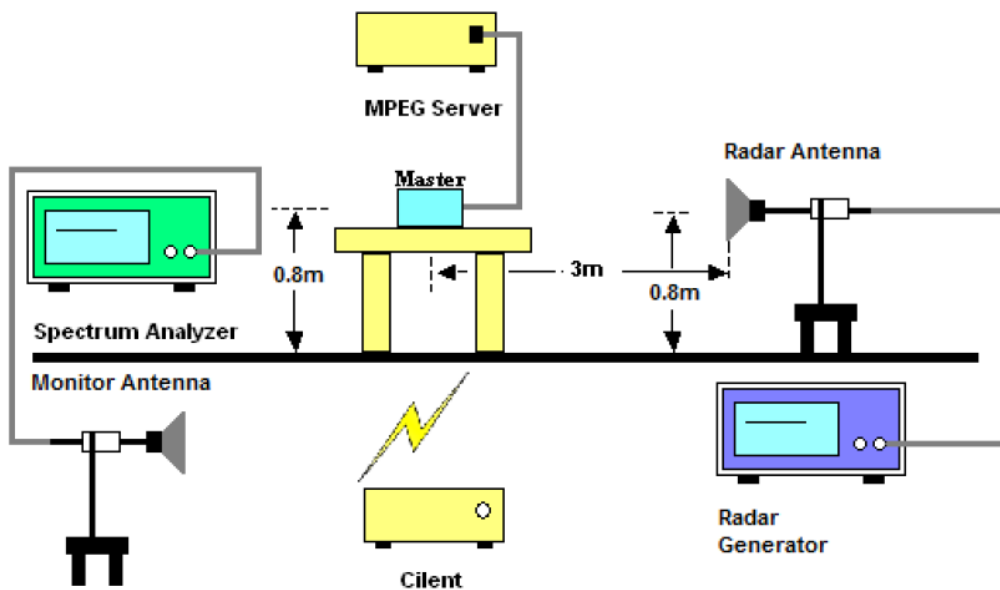 MPEG Server
Radar Antenna
Master
3m
0.8m
0.8m
Spectrum Analyzer
Monitor Antenna
Radar
Generator
Cilent